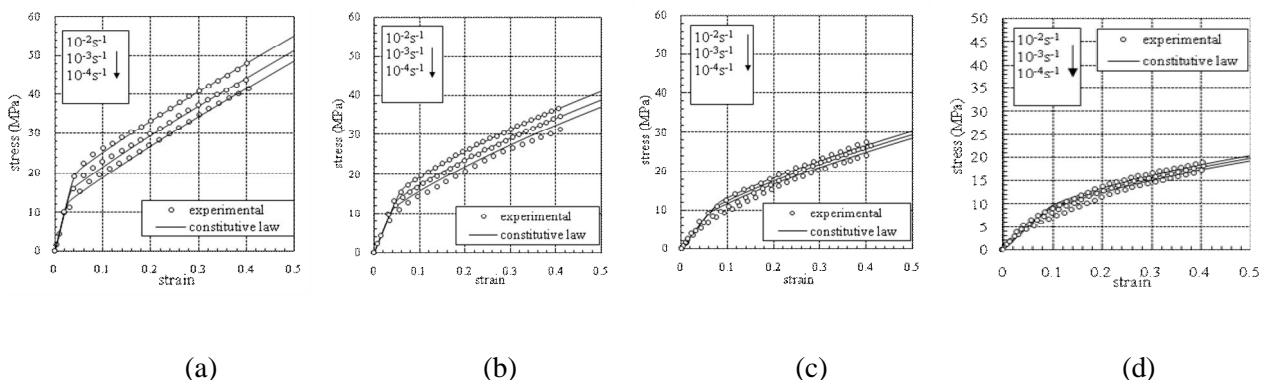 60
50
40
30
20
10
0
stress (MPa)
10⁻²s⁻¹
10⁻³s⁻¹
10⁻⁴s⁻¹
experimental
constitutive law
0 0.1 0.2 0.3 0.4 0.5
strain
60
50
40
30
20
10
0
stress (MPa)
10⁻²s⁻¹
10⁻³s⁻¹
10⁻⁴s⁻¹
experimental
constitutive law
0 0.1 0.2 0.3 0.4 0.5
strain
60
50
40
30
20
10
0
stress (MPa)
10⁻²s⁻¹
10⁻³s⁻¹
10⁻⁴s⁻¹
experimental
constitutive law
0 0.1 0.2 0.3 0.4 0.5
strain
50
45
40
35
30
25
20
15
10
5
0
stress (MPa)
10⁻²s⁻¹
10⁻³s⁻¹
10⁻⁴s⁻¹
experimental
constitutive law
0 0.1 0.2 0.3 0.4 0.5
strain
(a) (b) (c) (d)